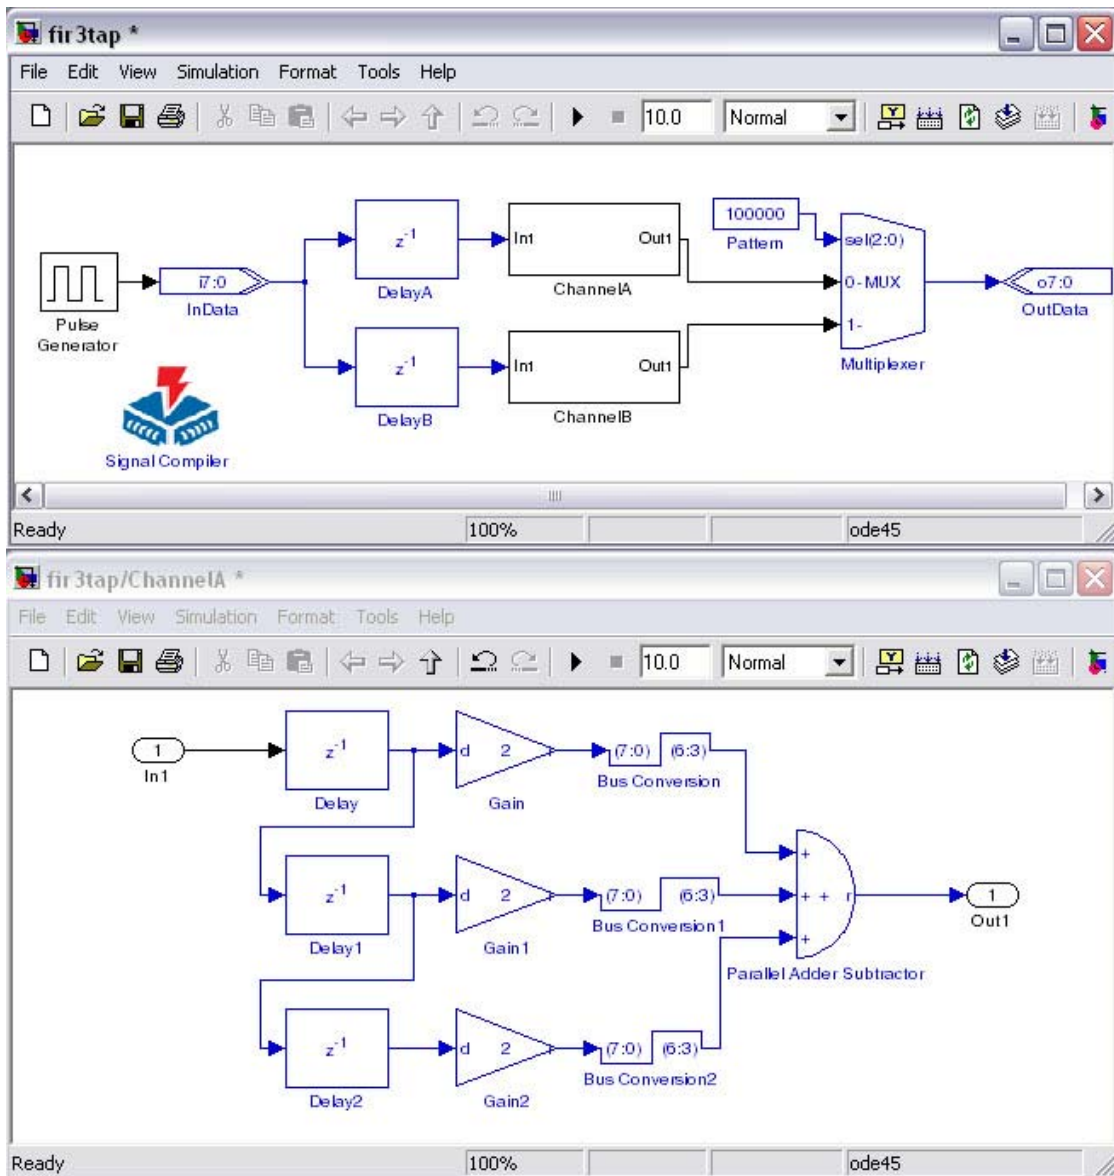 fir3tap *
File Edit View Simulation Format Tools Help
10.0 Normal
Pulse Generator
i7:0
InData
z-1
DelayA
In1 Out1
ChannelA
100000
Pattern
sel(2:0)
0- MUX
1-
Multiplexer
o7:0
OutData
z-1
DelayB
In1 Out1
ChannelB
Signal Compiler
Ready 100% ode45
fir3tap/ChannelA *
File Edit View Simulation Format Tools Help
10.0 Normal
1
In1
z-1
Delay
d 2
Gain
(7:0) (6:3)
Bus Conversion
z-1
Delay1
d 2
Gain1
(7:0) (6:3)
Bus Conversion1
+
+ + r
+
Parallel Adder Subtractor
1
Out1
z-1
Delay2
d 2
Gain2
(7:0) (6:3)
Bus Conversion2
Ready 100% ode45